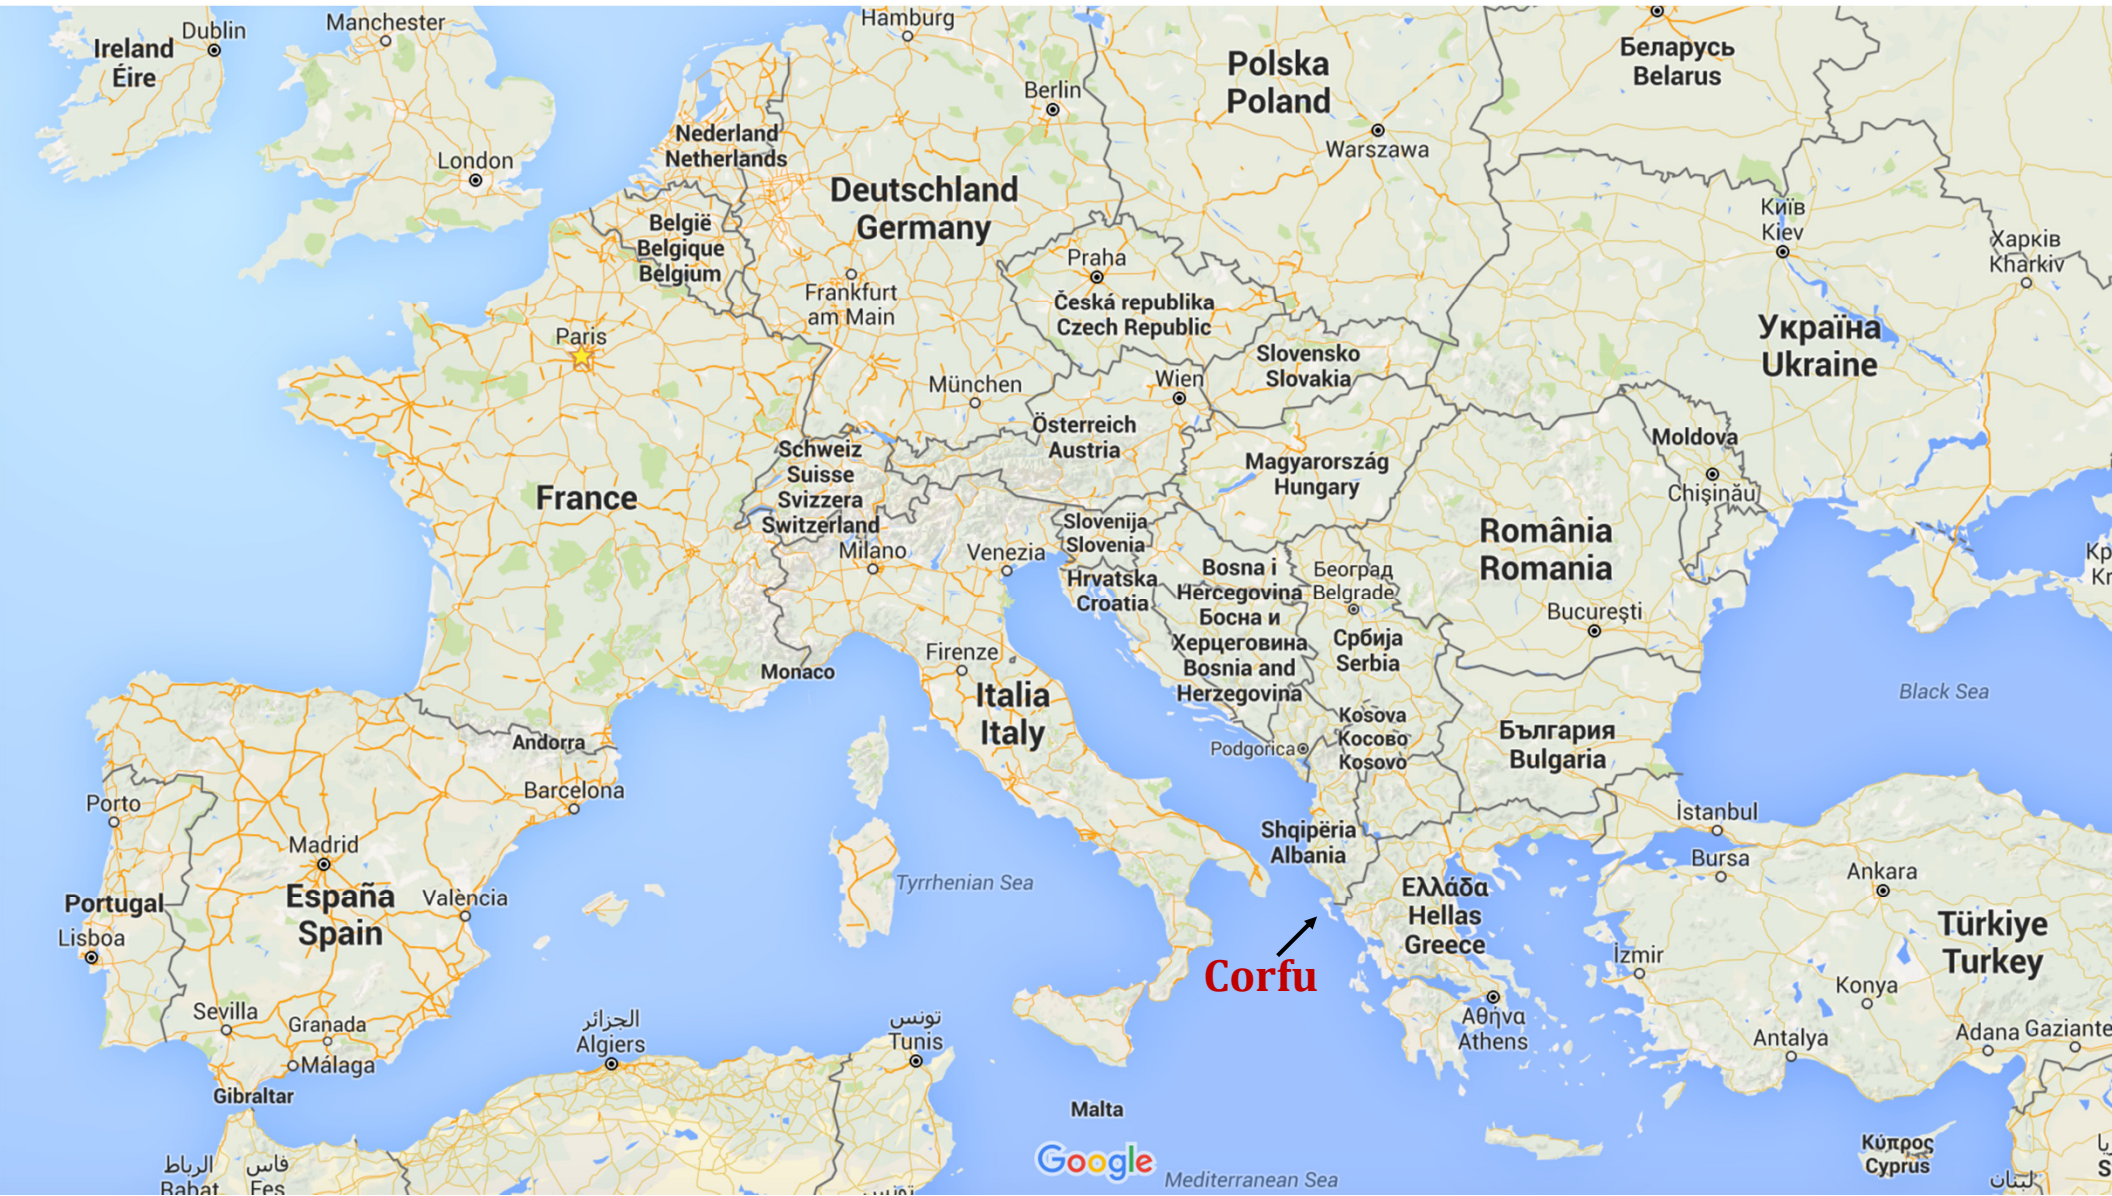 Dublin
Ireland
Éire
Manchester
Hamburg
Berlin
Polska
Poland
Warszawa
Беларусь
Belarus
London
Nederland
Netherlands
Deutschland
Germany
België
Belgique
Belgium
Київ
Kiev
Харків
Kharkiv
Praha
Česká republika
Czech Republic
Frankfurt
am Main
Paris
Україна
Ukraine
Slovensko
Slovakia
Wien
München
Österreich
Austria
Moldova
Chișinău
Schweiz
Suisse
Svizzera
Switzerland
Magyarország
Hungary
France
Slovenija
Slovenia
România
Romania
Milano
Venezia
Hrvatska
Croatia
Bosna i
Hercegovina
Босна и
Херцеговина
Bosnia and
Herzegovina
Београд
Belgrade
București
Србија
Serbia
Кр
Kr
Firenze
Monaco
Italia
Italy
Black Sea
Kosova
Косово
Kosovo
Podgorica
България
Bulgaria
Andorra
Barcelona
Porto
Madrid
España
Spain
València
Portugal
Lisboa
Tyrrhenian Sea
Shqipëria
Albania
İstanbul
Bursa
Ankara
Ελλάδα
Hellas
Greece
Türkiye
Turkey
İzmir
Corfu
Konya
Sevilla
Granada
Málaga
Gibraltar
الجزائر
Algiers
تونس
Tunis
Αθήνα
Athens
Antalya
Adana
Gaziante
Malta
Google
Mediterranean Sea
Κύπρος
Cyprus
الرباط
Rabat
فاس
Fes
لبنان